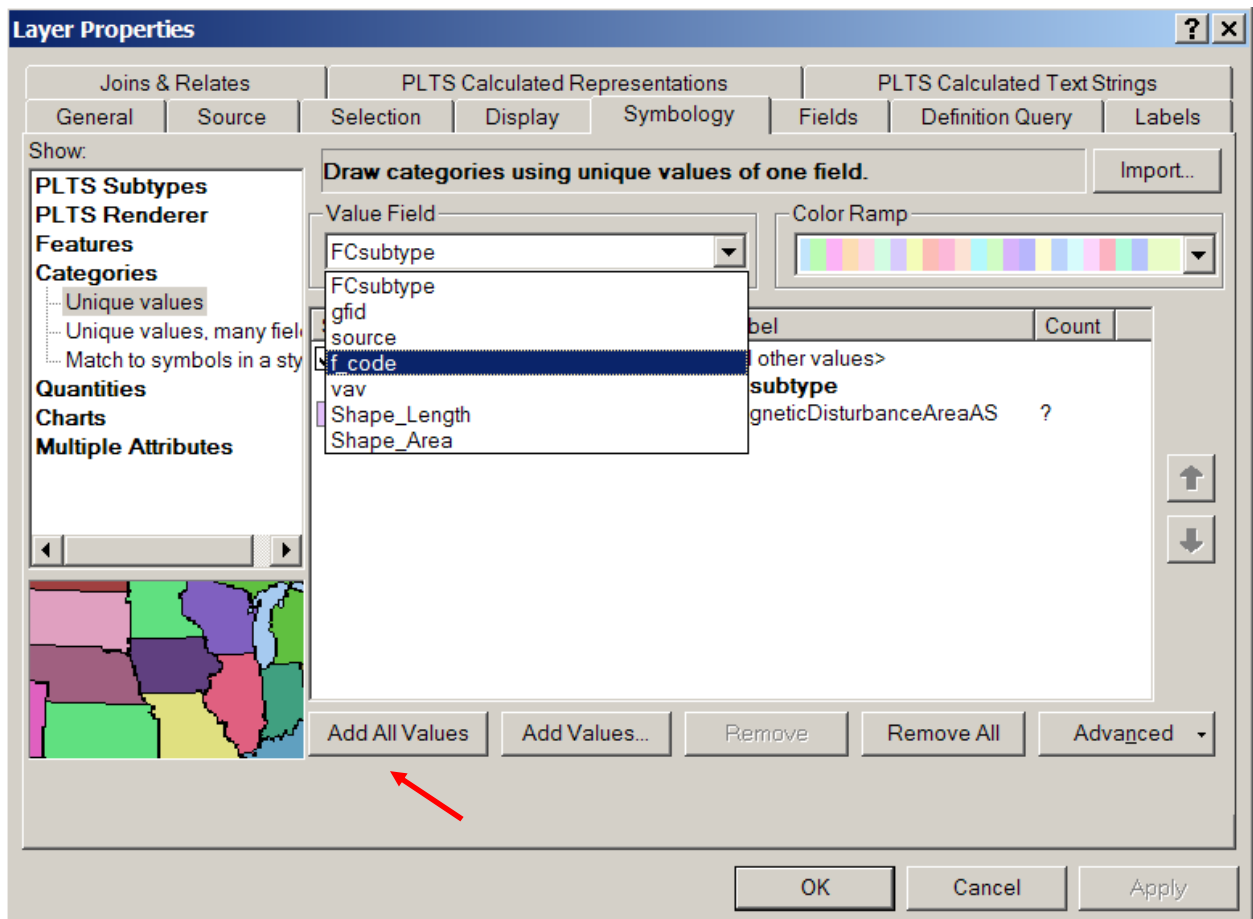 Layer Properties
Joins & Relates
PLTS Calculated Representations
PLTS Calculated Text Strings
General
Source
Selection
Display
Symbology
Fields
Definition Query
Labels
Show:
PLTS Subtypes
PLTS Renderer
Features
Categories
Unique values
Unique values, many fiel
Match to symbols in a sty
Quantities
Charts
Multiple Attributes
Draw categories using unique values of one field.
Import...
Value Field
FCsubtype
Color Ramp
FCsubtype
gfid
source
f_code
vav
Shape_Length
Shape_Area
bel
Count
other values>
subtype
gneticDisturbanceAreaAS
?
Add All Values
Add Values...
Remove
Remove All
Advanced
OK
Cancel
Apply